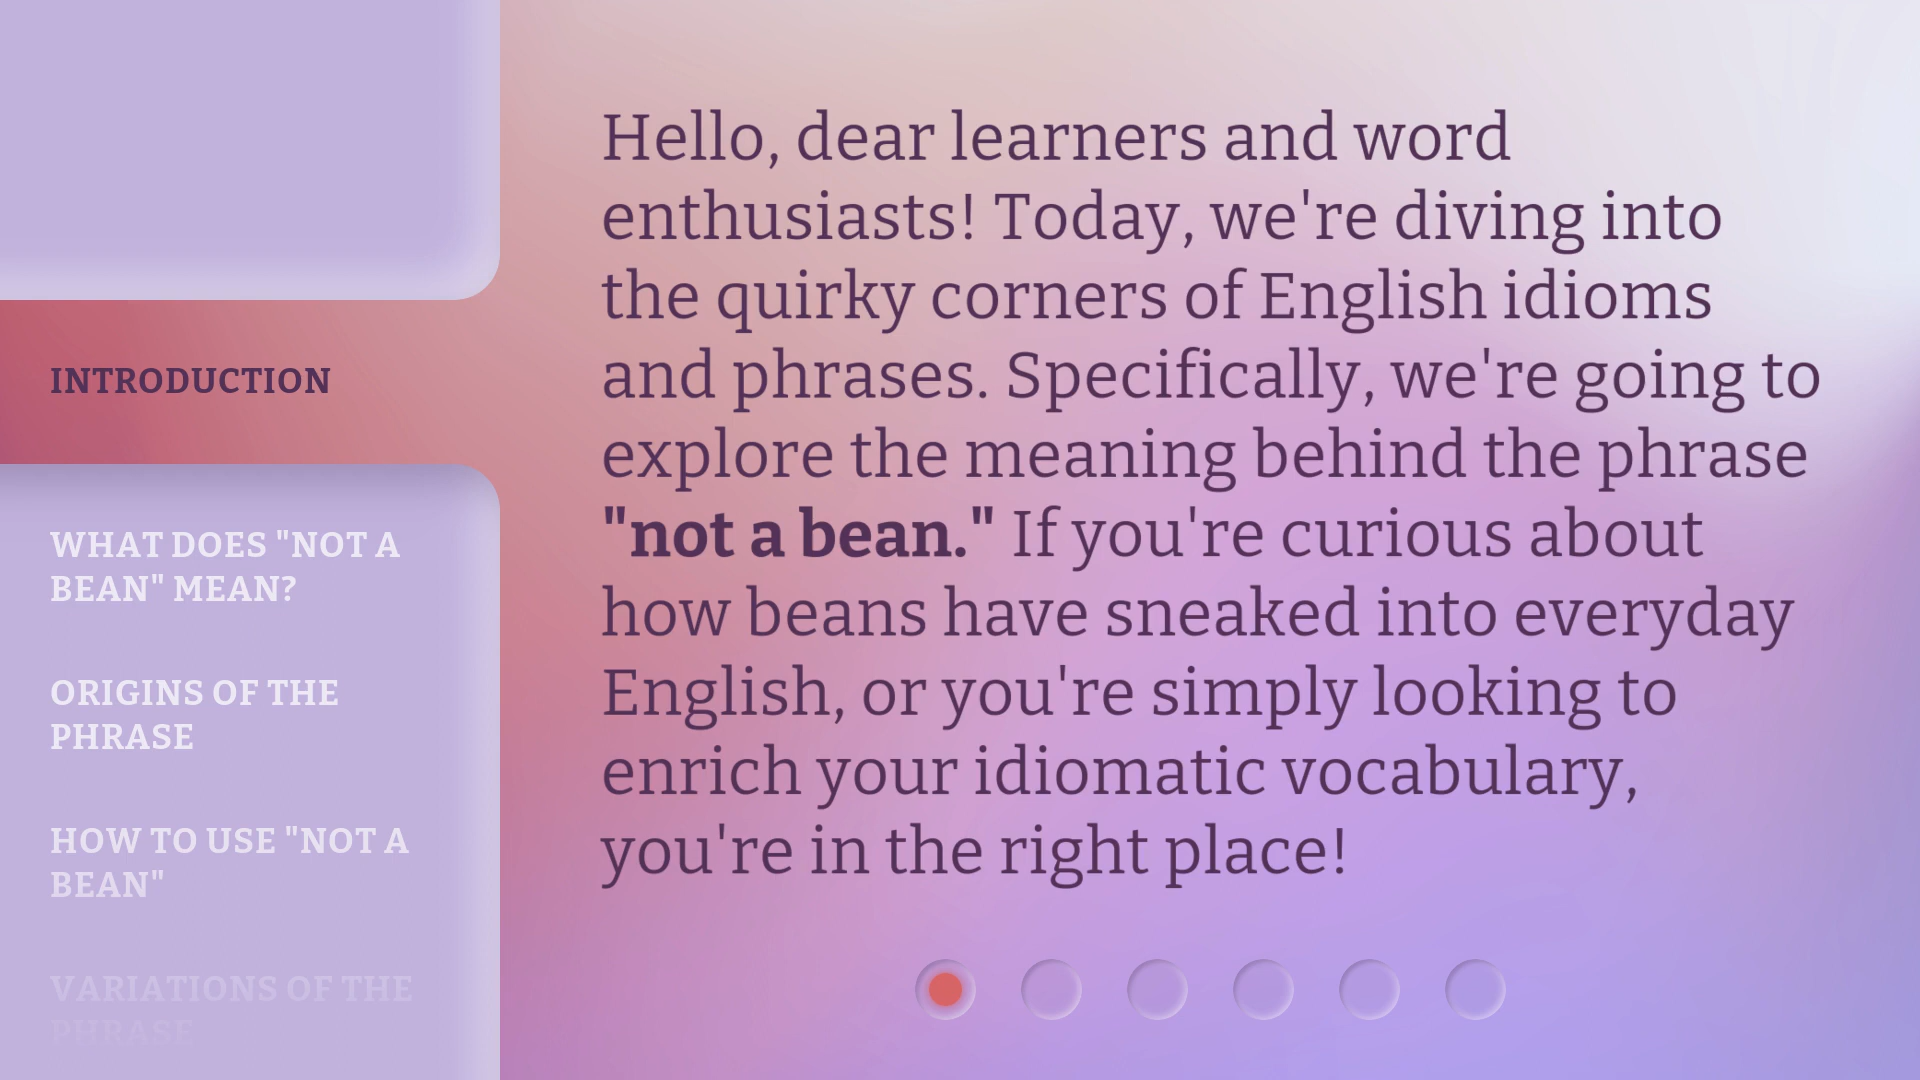 INTRODUCTION
WHAT DOES "NOT A
BEAN" MEAN?
ORIGINS OF THE
PHRASE
HOW TO USE "NOT A
BEAN"
VARIATIONS OF THE
PHRASE
Hello, dear learners and word
enthusiasts! Today, we're diving into
the quirky corners of English idioms
and phrases. Specifically, we're going to
explore the meaning behind the phrase
"not a bean." If you're curious about
how beans have sneaked into everyday
English, or you're simply looking to
enrich your idiomatic vocabulary,
you're in the right place!